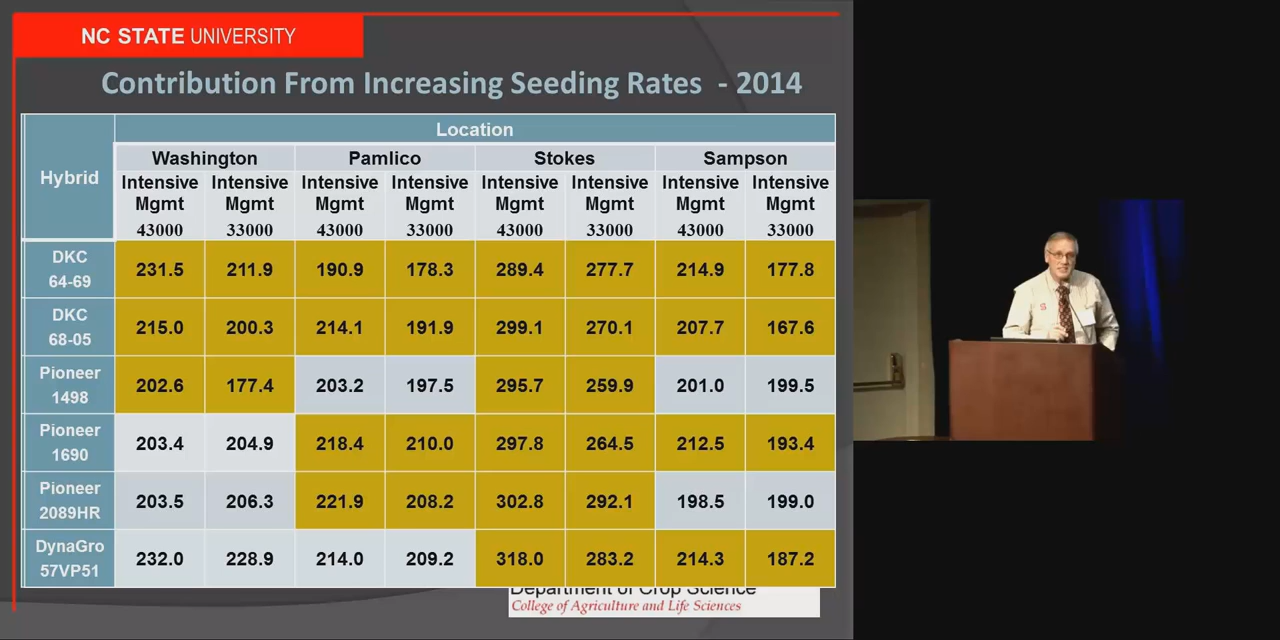 NC STATE UNIVERSITY
Contribution From Increasing Seeding Rates - 2014
Hybrid
Location
Washington Pamlico Stokes Sampson
Intensive Mgmt 43000 Intensive Mgmt 33000 Intensive Mgmt 43000 Intensive Mgmt 33000 Intensive Mgmt 43000 Intensive Mgmt 33000 Intensive Mgmt 43000 Intensive Mgmt 33000
DKC 64-69 231.5 211.9 190.9 178.3 289.4 277.7 214.9 177.8
DKC 68-05 215.0 200.3 214.1 191.9 299.1 270.1 207.7 167.6
Pioneer 1498 202.6 177.4 203.2 197.5 295.7 259.9 201.0 199.5
Pioneer 1690 203.4 204.9 218.4 210.0 297.8 264.5 212.5 193.4
Pioneer 2089HR 203.5 206.3 221.9 208.2 302.8 292.1 198.5 199.0
DynaGro 57VP51 232.0 228.9 214.0 209.2 318.0 283.2 214.3 187.2
Department of Crop Science
College of Agriculture and Life Sciences